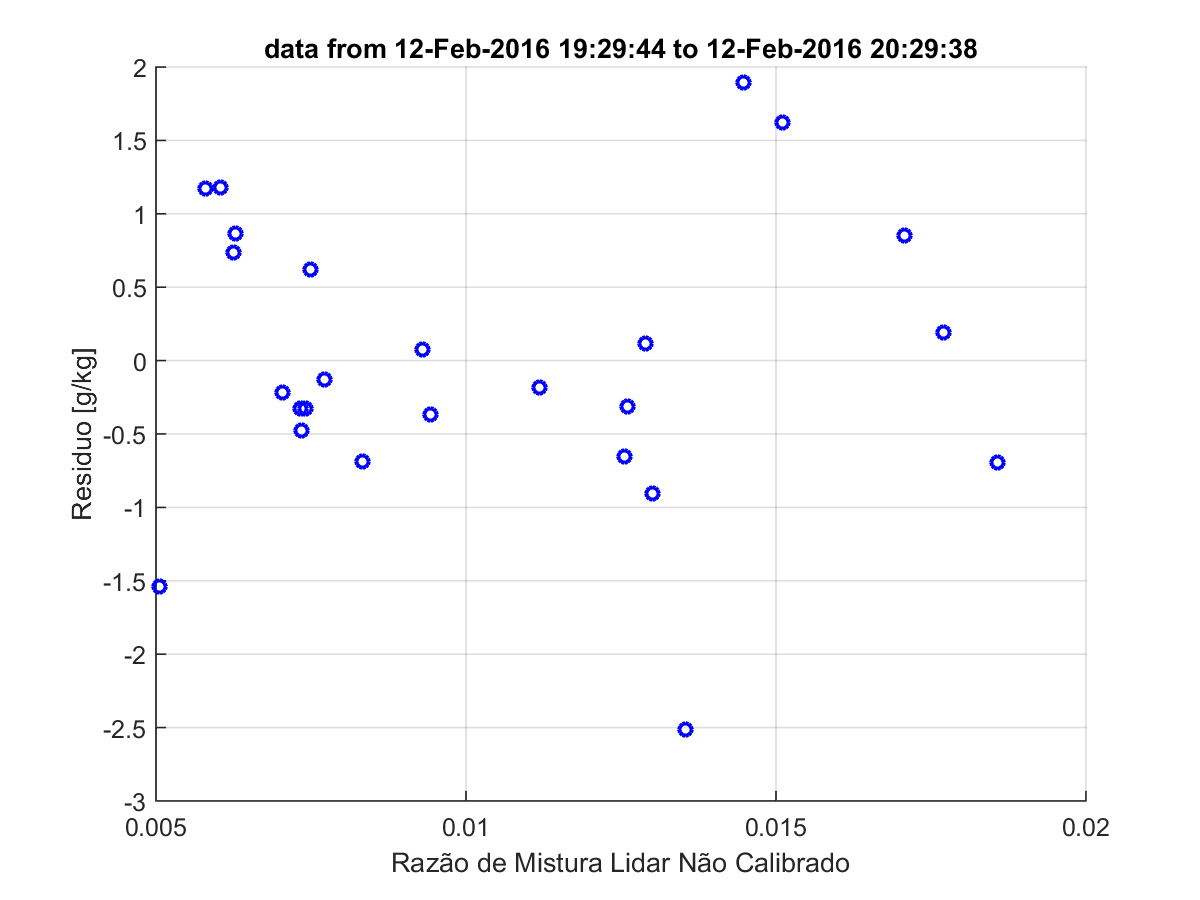 data from 12-Feb-2016 19:29:44 to 12-Feb-2016 20:29:38
2
1.5
1
0.5
0
-0.5
-1
-1.5
-2
-2.5
-3
Residuo [g/kg]
0.005 0.01 0.015 0.02
Razão de Mistura Lidar Não Calibrado